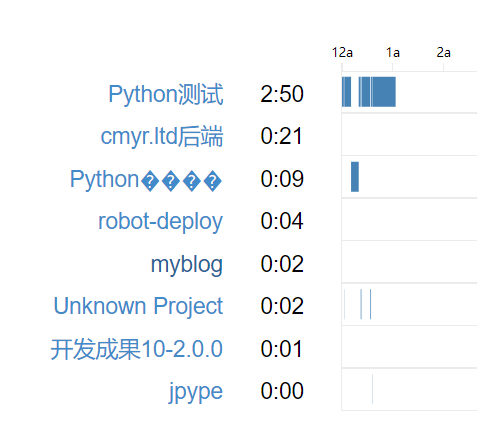 12a 1a 2a
Python测试 2:50
cmyr.ltd后端 0:21
Python���� 0:09
robot-deploy 0:04
myblog 0:02
Unknown Project 0:02
开发成果10-2.0.0 0:01
jpype 0:00